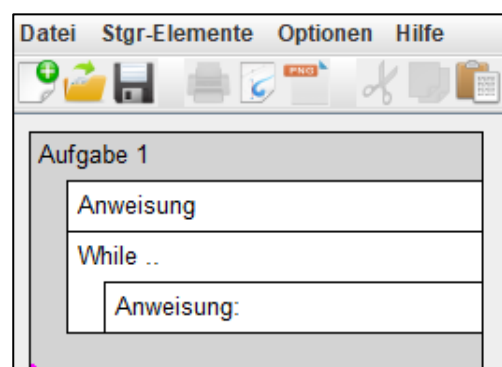 Datei Stgr-Elemente Optionen Hilfe
PNG
Aufgabe 1
Anweisung
While ..
Anweisung: